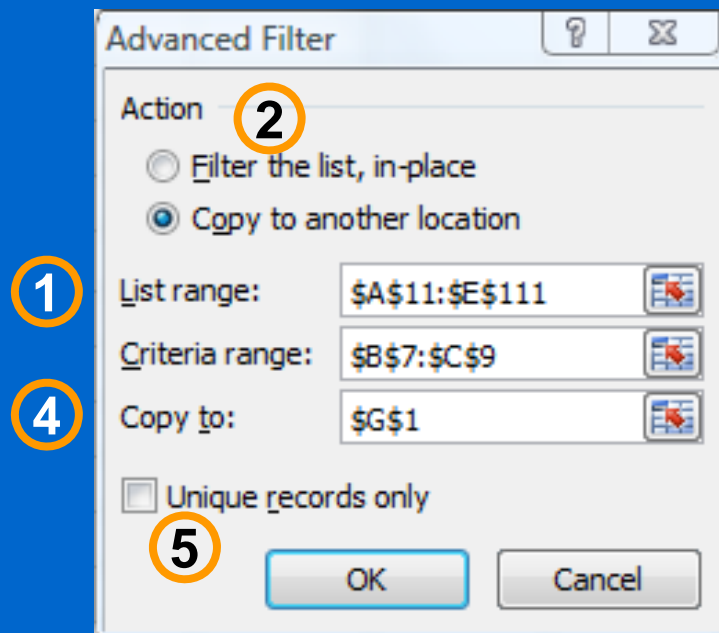 Advanced Filter ?
Action
2
Filter the list, in-place
Copy to another location
1 List range: $A$11:$E$111
Criteria range: $B$7:$C$9
4 Copy to: $G$1
Unique records only
5
OK Cancel